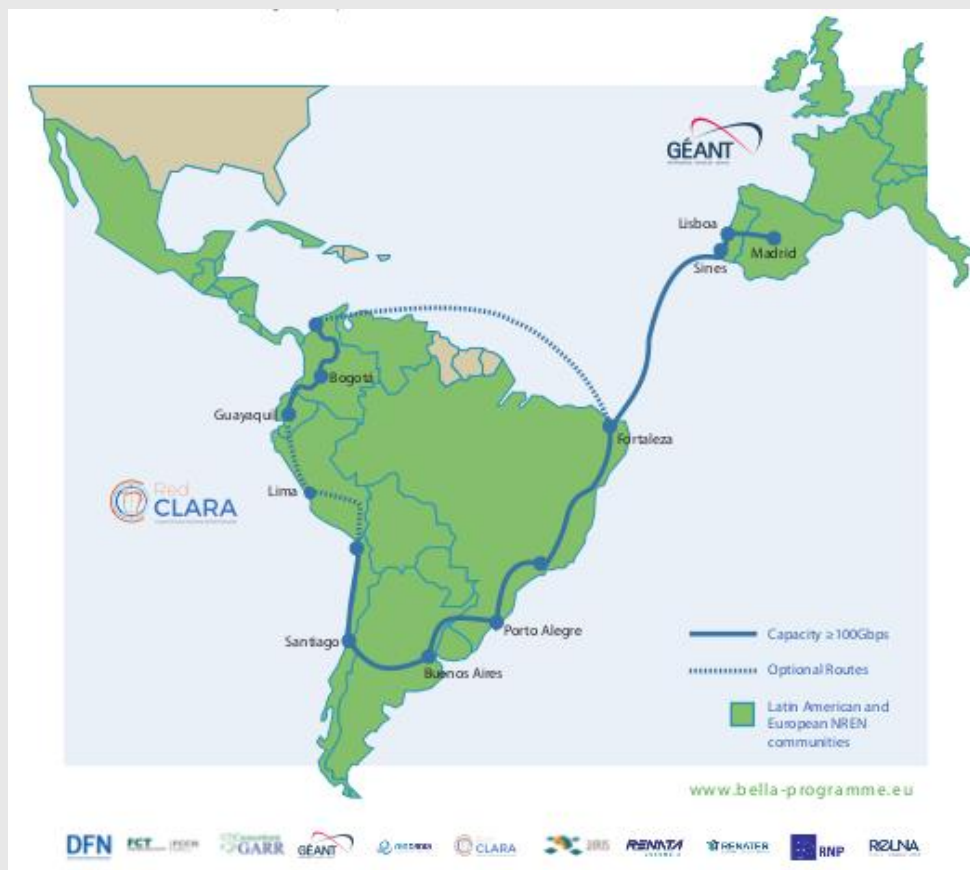 GÉANT
Lisboa
Madrid
Sines
Bogotá
Guayaquil
Fortaleza
Lima
Red
CLARA
Santiago
Porto Alegre
Buenos Aires
Capacity ≥100Gbps
Optional Routes
Latin American and
European NREN
communities
www.bella-programme.eu
DFN FCT GARR GÉANT CLARA RENATA RENATER RNP